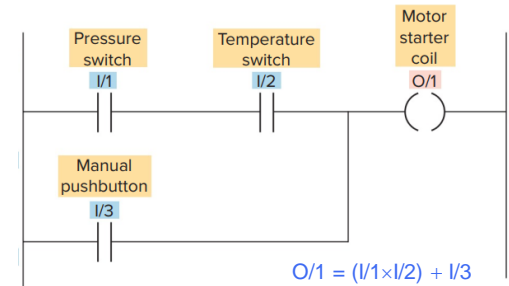 Pressure
switch
I/1
Temperature
switch
I/2
Motor
starter
coil
O/1
Manual
pushbutton
I/3
O/1 = (I/1×I/2) + I/3